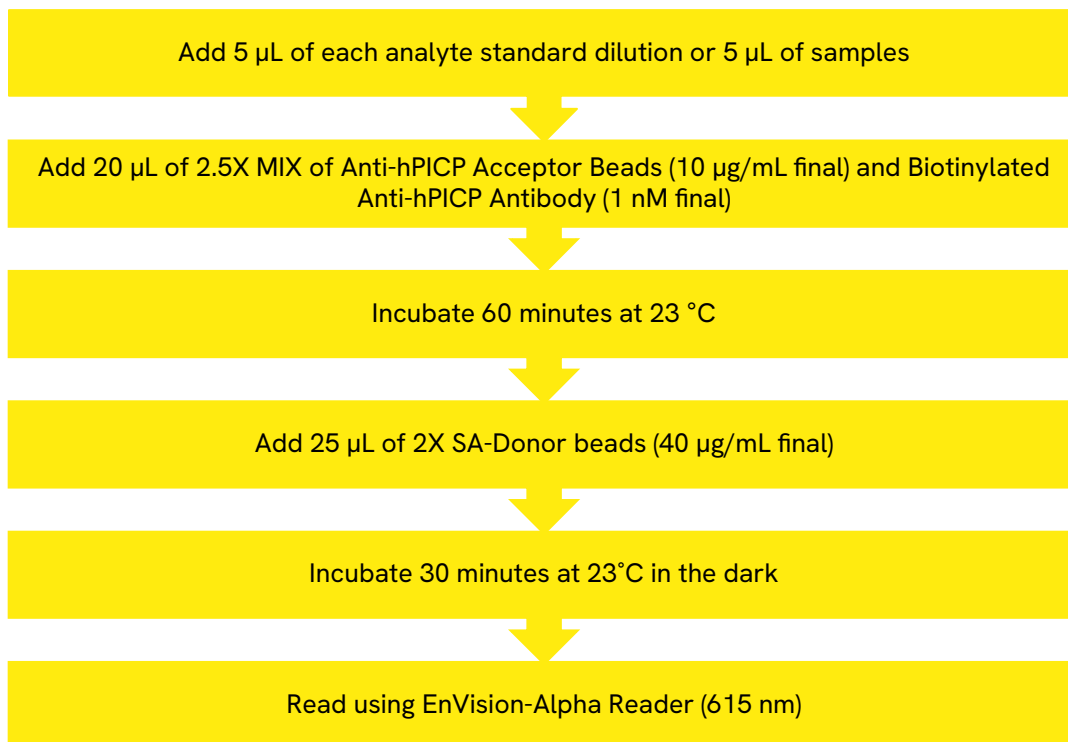 Add 5 µL of each analyte standard dilution or 5 µL of samples
Add 20 µL of 2.5X MIX of Anti-hPICP Acceptor Beads (10 µg/mL final) and Biotinylated
Anti-hPICP Antibody (1 nM final)
Incubate 60 minutes at 23 °C
Add 25 µL of 2X SA-Donor beads (40 µg/mL final)
Incubate 30 minutes at 23˚C in the dark
Read using EnVision-Alpha Reader (615 nm)